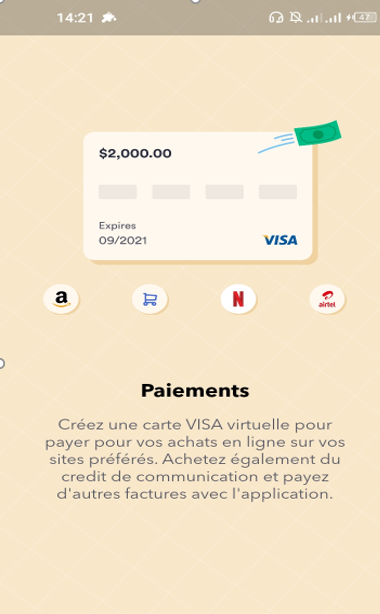 14:21
47
$2,000.00
Expires
09/2021
VISA
a
N
airtel
Paiements
Créez une carte VISA virtuelle pour
payer pour vos achats en ligne sur vos
sites préférés. Achetez également du
credit de communication et payez
d'autres factures avec l'application.